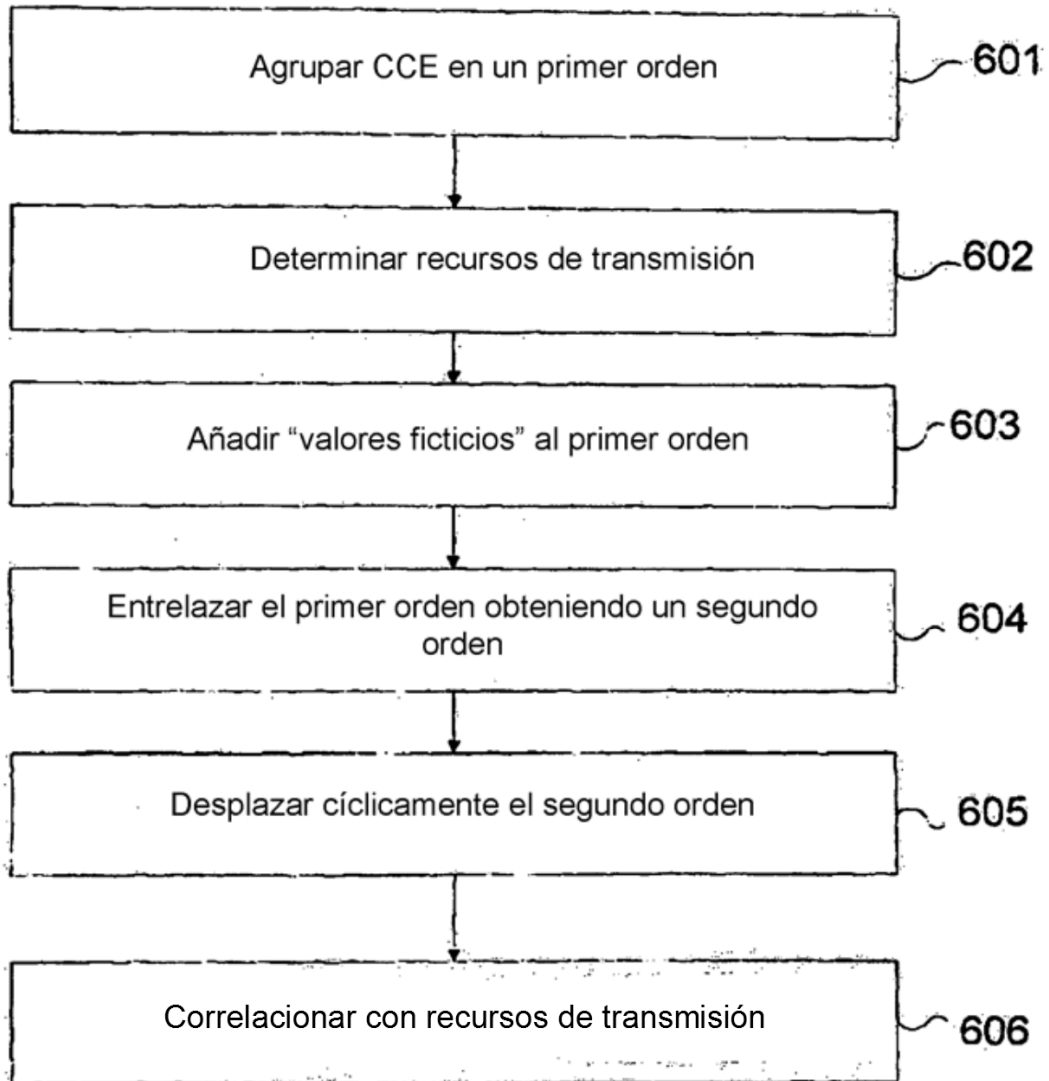 Agrupar CCE en un primer orden
601
Determinar recursos de transmisión
602
Añadir “valores ficticios” al primer orden
603
Entrelazar el primer orden obteniendo un segundo
orden
604
Desplazar cíclicamente el segundo orden
605
Correlacionar con recursos de transmisión
606